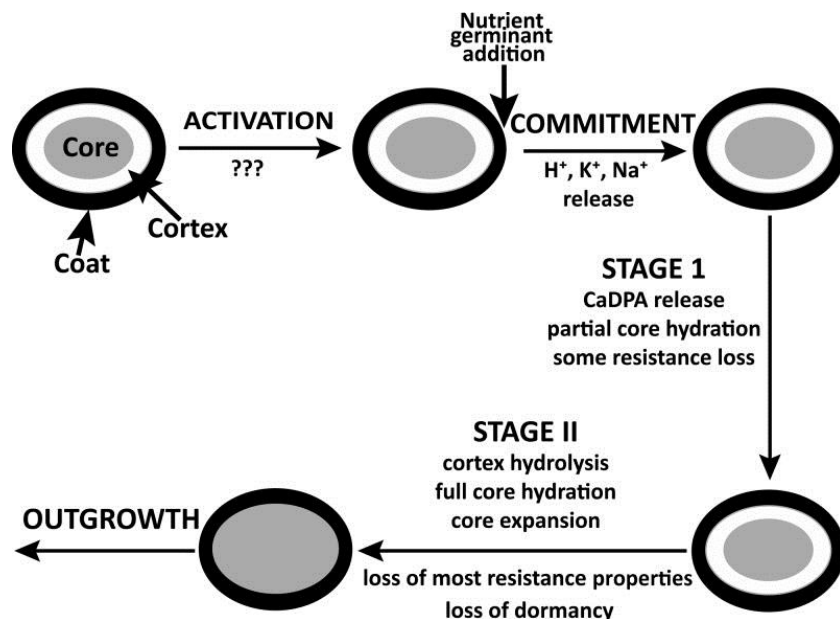 Nutrient
germinant
addition
ACTIVATION
???
Core
Cortex
Coat
COMMITMENT
H⁺, K⁺, Na⁺
release
STAGE 1
CaDPA release
partial core hydration
some resistance loss
STAGE II
cortex hydrolysis
full core hydration
core expansion
loss of most resistance properties
loss of dormancy
OUTGROWTH